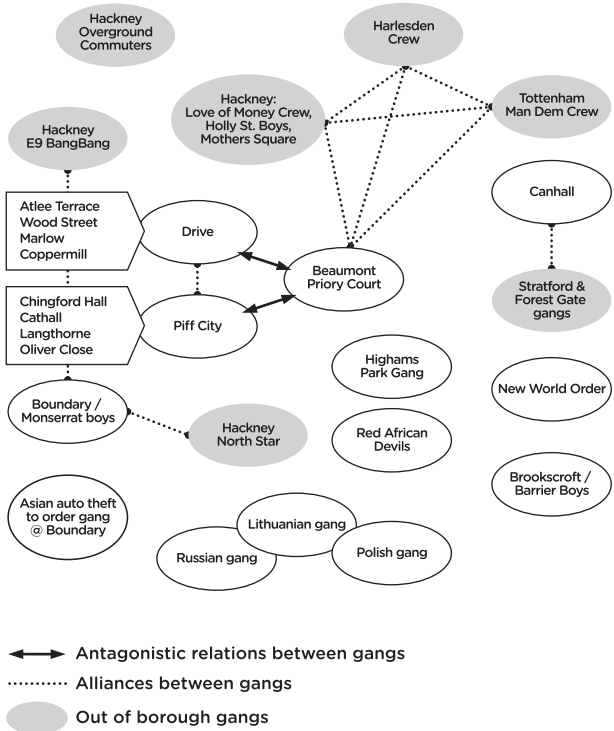 Hackney
Overground
Commuters
Harlesden
Crew
Hackney:
Love of Money Crew,
Holly St. Boys,
Mothers Square
Tottenham
Man Dem Crew
Hackney
E9 BangBang
Atlee Terrace
Wood Street
Marlow
Coppermill
Drive
Canhall
Beaumont
Priory Court
Stratford &
Forest Gate
gangs
Chingford Hall
Cathall
Langthorne
Oliver Close
Piff City
Highams
Park Gang
New World Order
Boundary /
Monserrat boys
Hackney
North Star
Red African
Devils
Brookscroft /
Barrier Boys
Asian auto theft
to order gang
@ Boundary
Lithuanian gang
Russian gang
Polish gang
Antagonistic relations between gangs
Alliances between gangs
Out of borough gangs